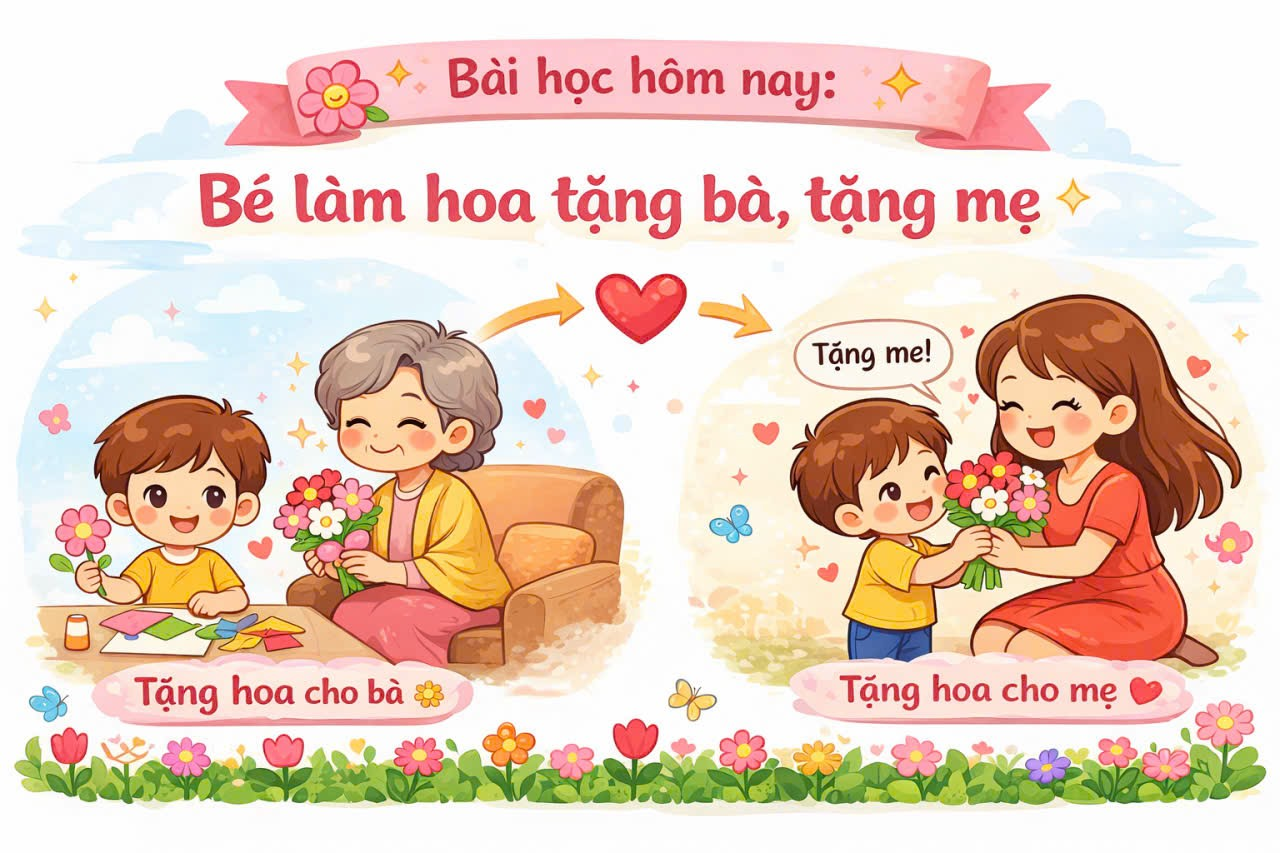 Bài học hôm nay:
Bé làm hoa tặng bà, tặng mẹ
Tặng me!
Tặng hoa cho bà
Tặng hoa cho mẹ